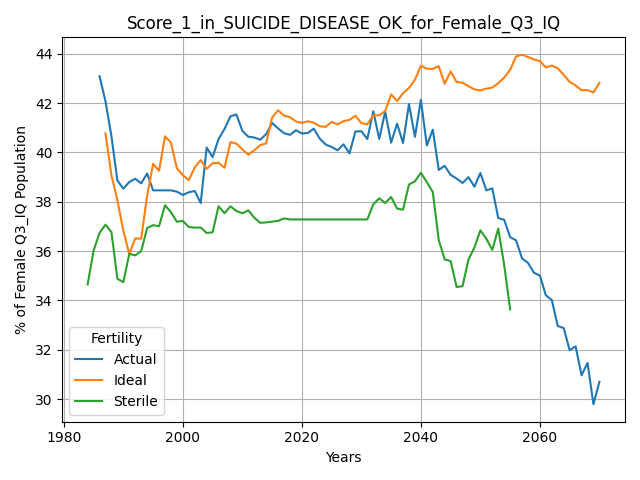 Score_1_in_SUICIDE_DISEASE_OK_for_Female_Q3_IQ
% of Female Q3_IQ Population
44
42
40
38
36
34
32
30
Fertility
Actual
Ideal
Sterile
1980
2000
2020
2040
2060
Years